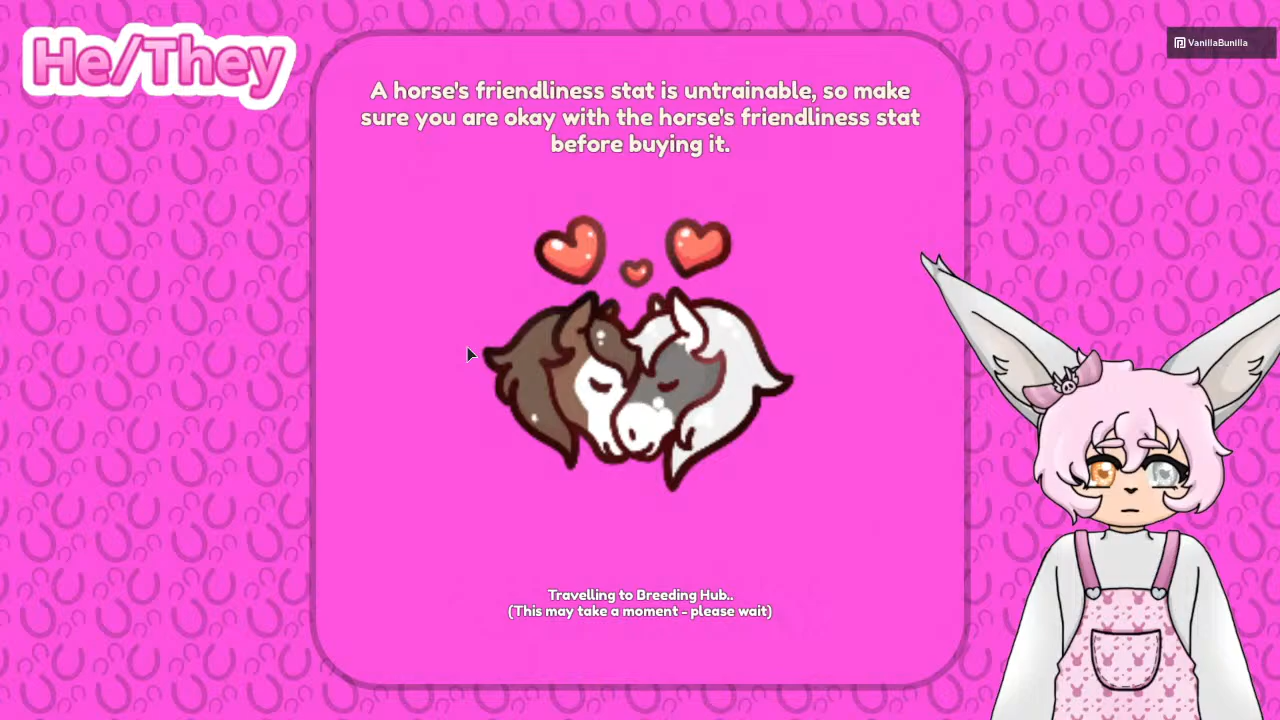 He/They
VanillaBunilla
A horse's friendliness stat is untrainable, so make
sure you are okay with the horse's friendliness stat
before buying it.
Travelling to Breeding Hub..
(This may take a moment - please wait)